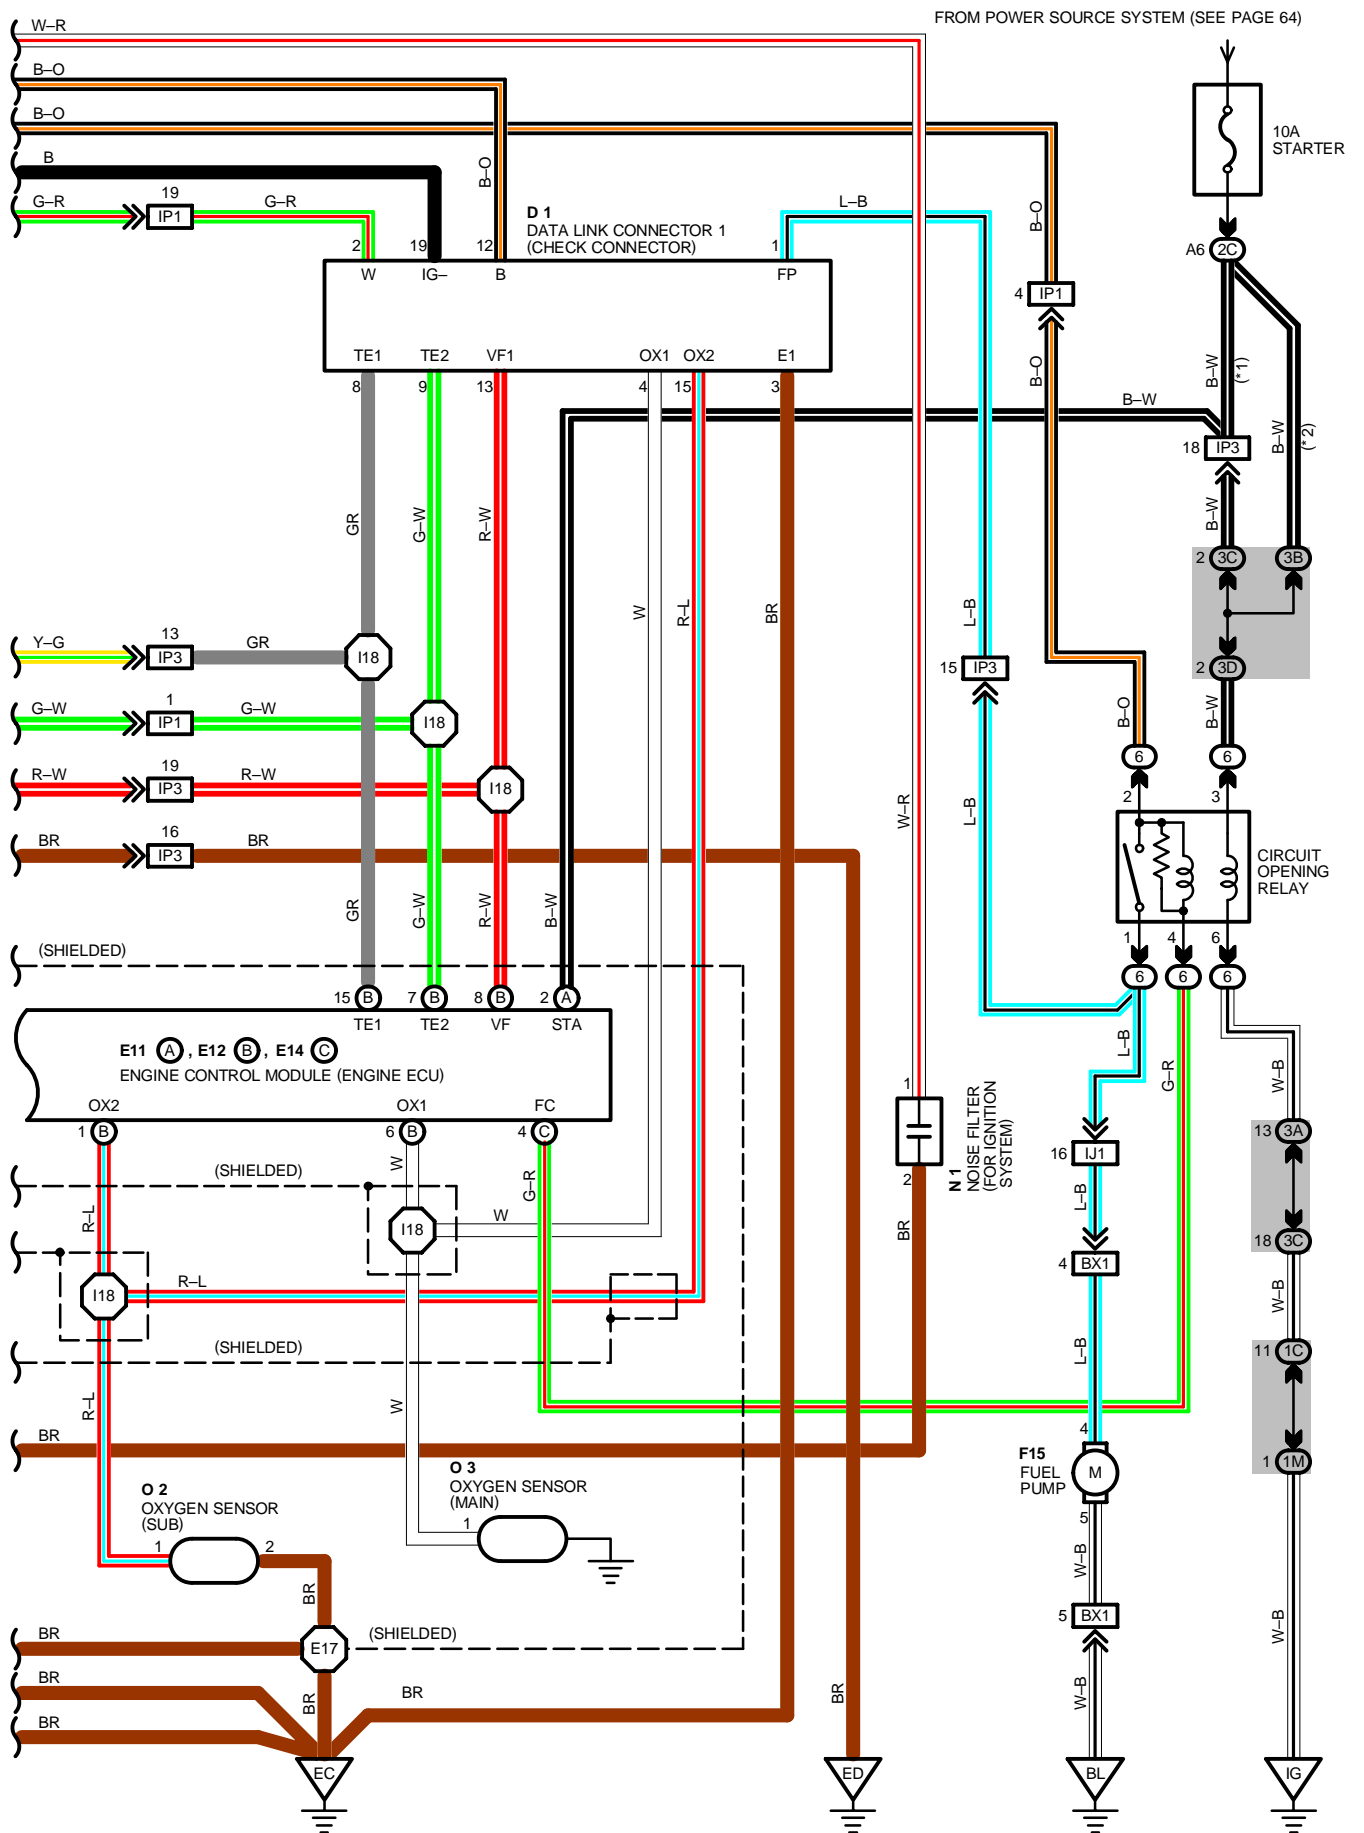 FROM POWER SOURCE SYSTEM (SEE PAGE 64)
W–R
B–O
B–O
B
G–R
19
IP1
G–R
B–O
10A
STARTER
A6
2C
D 1
DATA LINK CONNECTOR 1
(CHECK CONNECTOR)
L–B
B–O
2
19
12
1
W
IG–
B
FP
4
IP1
TE1
TE2
VF1
OX1
OX2
E1
8
9
13
4
15
3
B–O
B–W
(*1)
B–W
B–W
(*2)
18
IP3
B–W
GR
G–W
R–W
W
R–L
BR
L–B
2
3C
3B
Y–G
13
IP3
GR
I18
15
IP3
2
3D
G–W
1
IP1
G–W
I18
B–O
B–W
R–W
19
IP3
R–W
I18
6
6
2
3
L–B
W–R
BR
16
IP3
BR
CIRCUIT
OPENING
RELAY
GR
G–W
R–W
B–W
(SHIELDED)
1
4
6
6
6
6
15
B
7
B
8
B
2
A
TE1
TE2
VF
STA
E11
A
, E12
B
, E14
C
ENGINE CONTROL MODULE (ENGINE ECU)
L–B
G–R
W–B
OX2
OX1
FC
1
B
6
B
4
C
1
2
N 1
NOISE FILTER
(FOR IGNITION
SYSTEM)
16
IJ1
13
3A
(SHIELDED)
W
G–R
R–L
I18
W
BR
L–B
18
3C
4
BX1
I18
R–L
W–B
(SHIELDED)
L–B
11
1C
R–L
W
BR
4
F15
FUEL
PUMP
M
1
1M
O 2
OXYGEN SENSOR
(SUB)
O 3
OXYGEN SENSOR
(MAIN)
1
2
1
5
W–B
BR
5
BX1
BR
E17
(SHIELDED)
W–B
BR
BR
BR
BR
BR
W–B
EC
ED
BL
IG